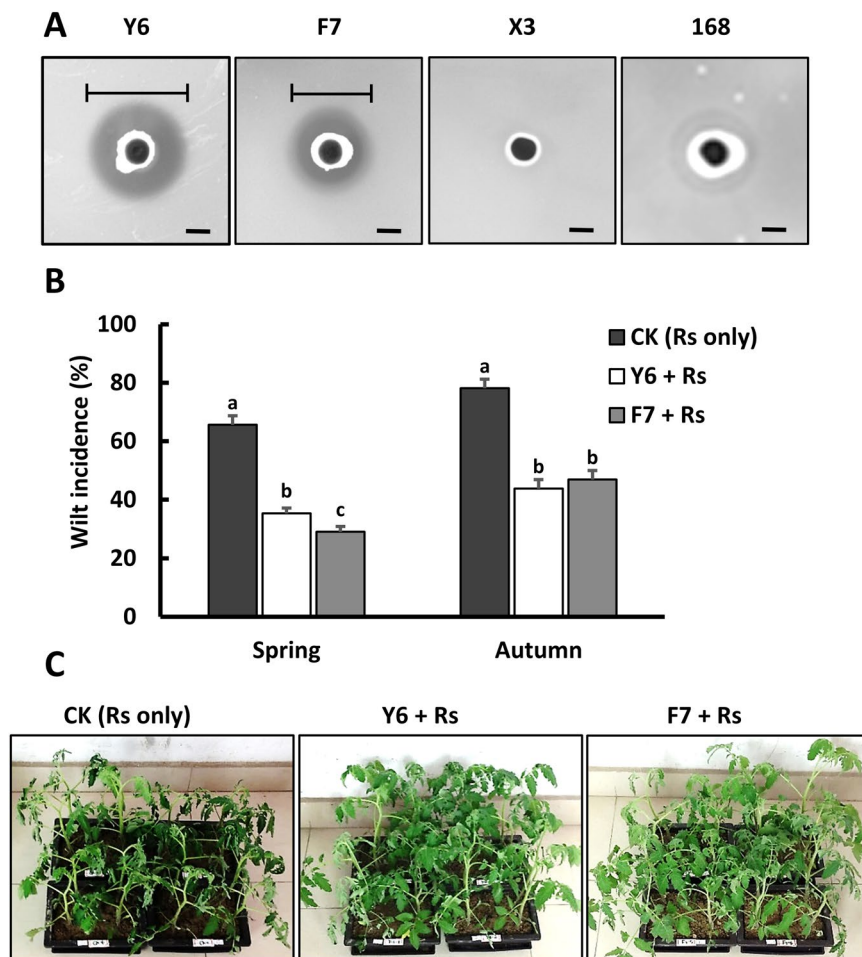 A
Y6 F7 X3 168
B
100
80
60
40
20
0
Wilt incidence (%)
a
b
c
a
b
b
CK (Rs only)
Y6 + Rs
F7 + Rs
Spring Autumn
C
CK (Rs only) Y6 + Rs F7 + Rs